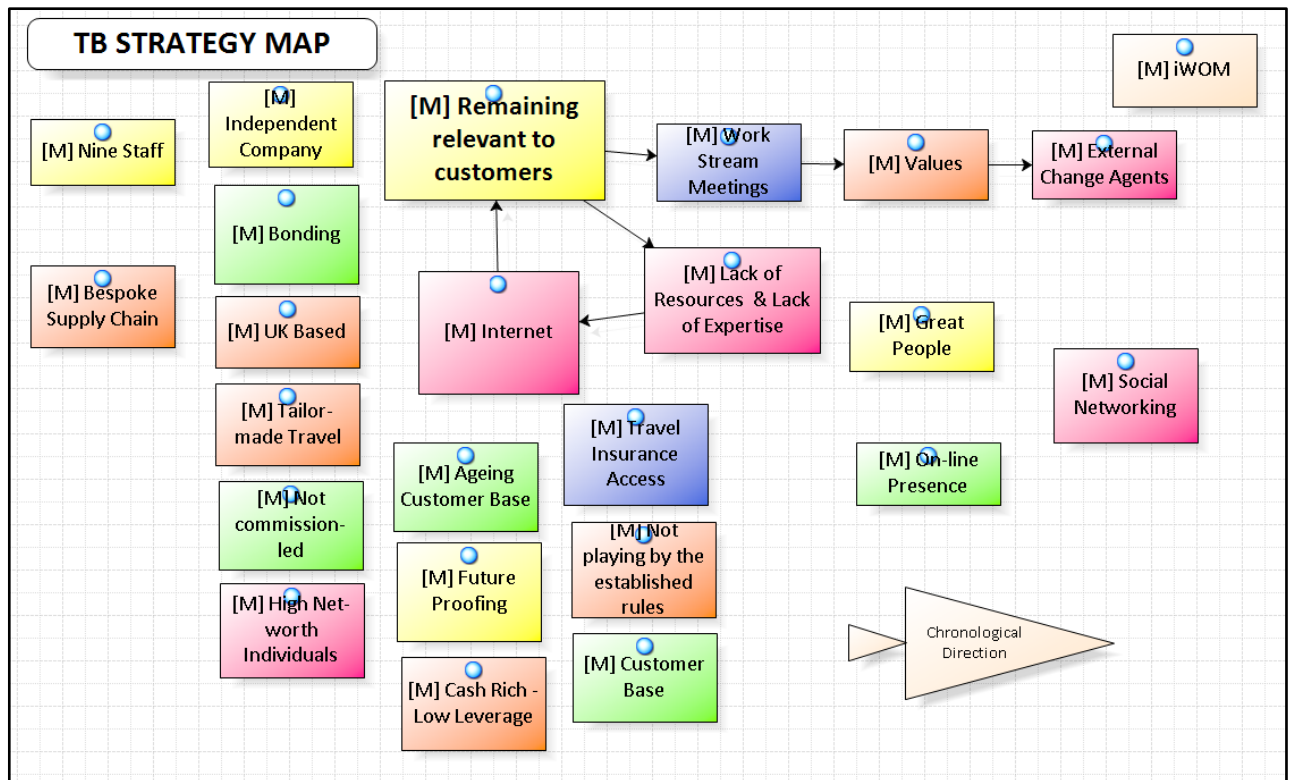 TB STRATEGY MAP
[M] iWOM
[M] Nine Staff
[M]
Independent
Company
[M] Remaining
relevant to
customers
[M] Work
Stream
Meetings
[M] Values
[M] External
Change Agents
[M] Bonding
[M] Bespoke
Supply Chain
[M] UK Based
[M] Internet
[M] Lack of
Resources & Lack
of Expertise
[M] Great
People
[M] Social
Networking
[M] Tailor-
made Travel
[M] Travel
Insurance
Access
[M] Ageing
Customer Base
[M] On-line
Presence
[M] Not
commission-
led
[M] Not
playing by the
established
rules
[M] Future
Proofing
[M] High Net-
worth
Individuals
[M] Cash Rich -
Low Leverage
[M] Customer
Base
Chronological
Direction